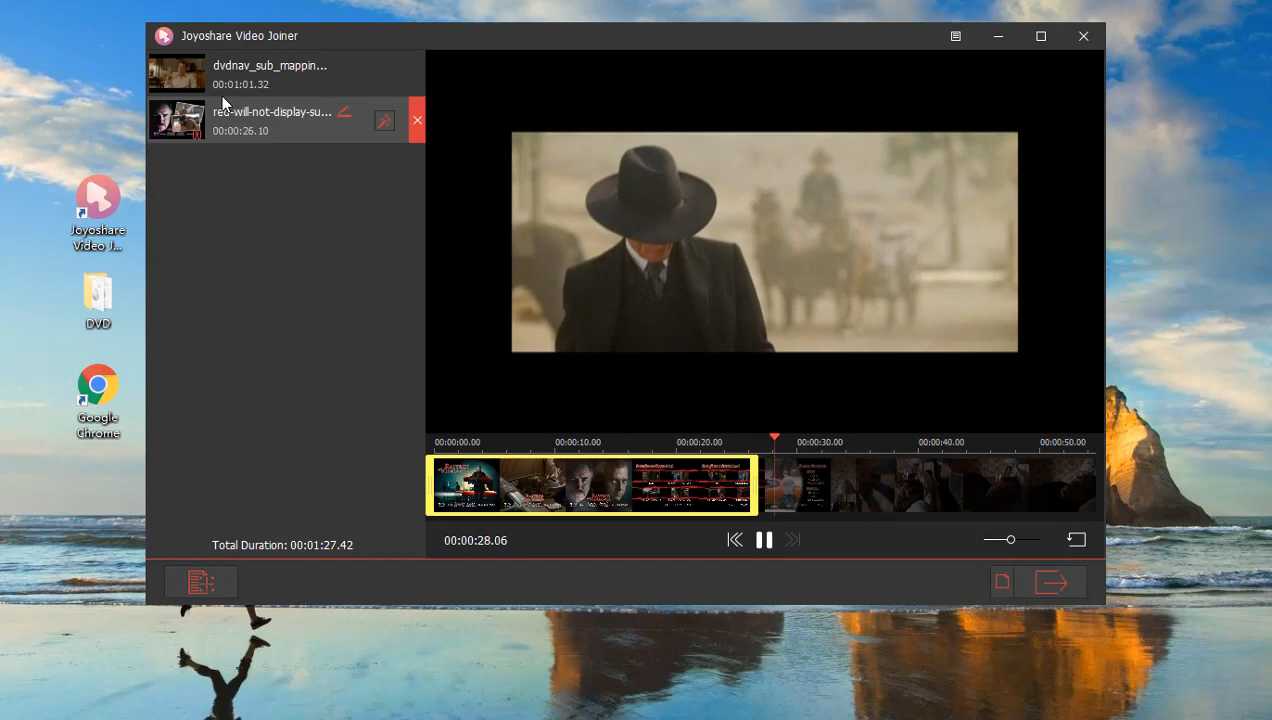 Joyoshare Video Joiner
dvdnav_sub_mappin...
00:01:01.32
red-will-not-display-su...
00:00:26.10
Joyoshare
Video J...
DVD
Google
Chrome
00:00:00.00 00:00:10.00 00:00:20.00 00:00:30.00 00:00:40.00 00:00:50.00
Total Duration: 00:01:27.42
00:00:28.06